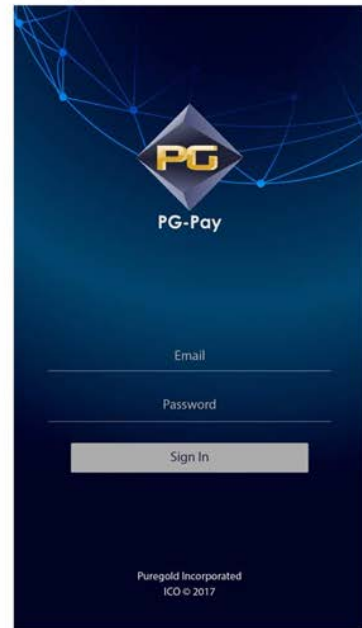 PG
PG-Pay
Email
Password
Sign In
Puregold Incorporated
ICO © 2017